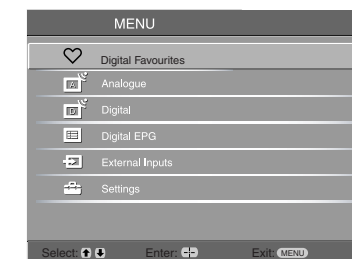 MENU
Digital Favourites
Analogue
Digital
Digital EPG
External Inputs
Settings
Select: Enter: Exit: MENU